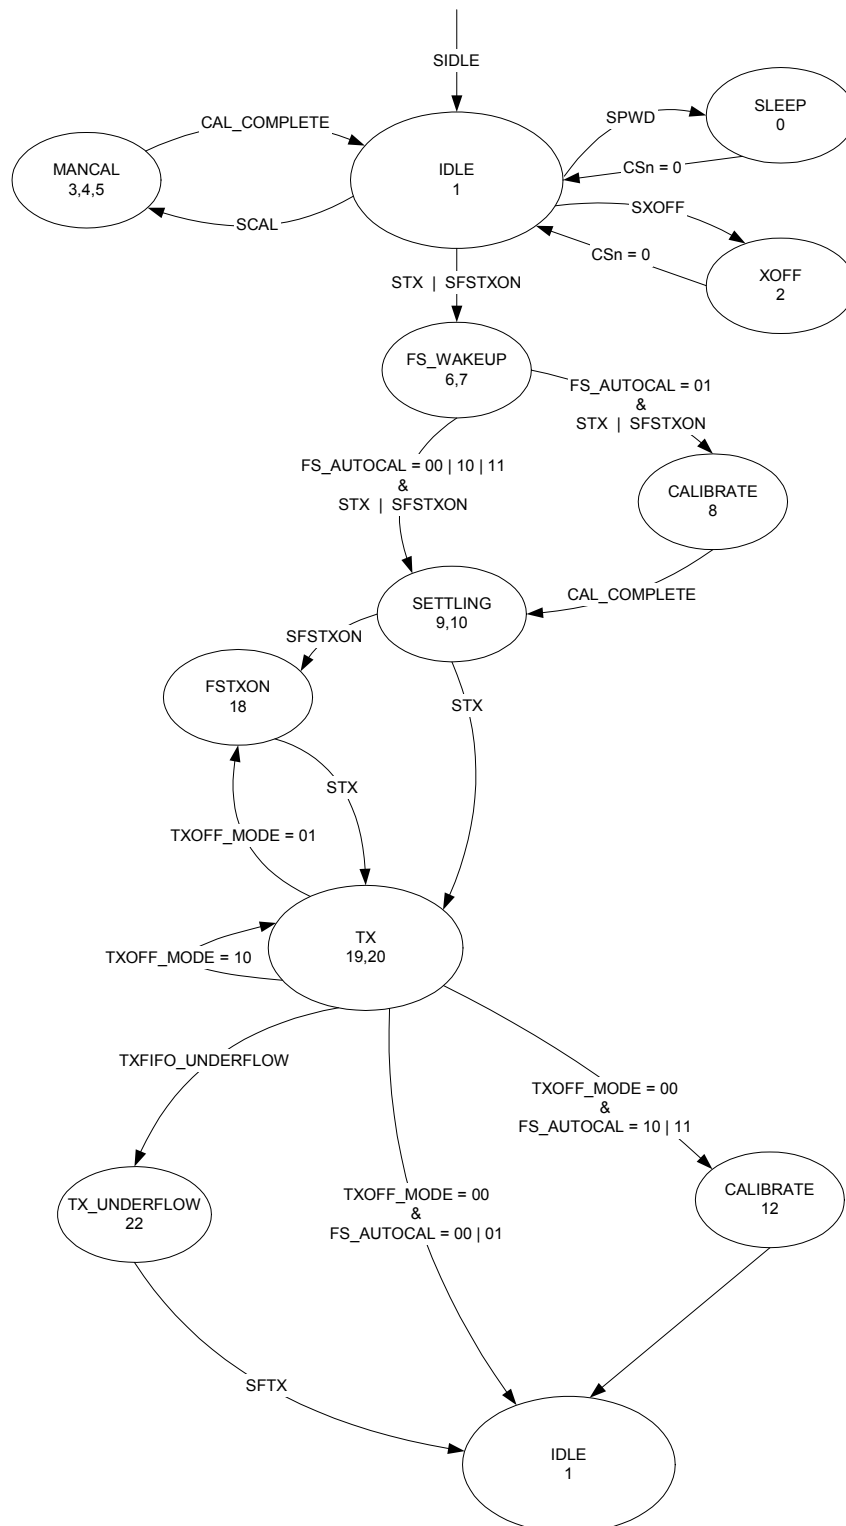 SIDLE
SPWD
SLEEP
0
CAL_COMPLETE
MANCAL
3,4,5
IDLE
1
CSn = 0
SCAL
SXOFF
CSn = 0
XOFF
2
STX | SFSTXON
FS_WAKEUP
6,7
FS_AUTOCAL = 01
&
STX | SFSTXON
FS_AUTOCAL = 00 | 10 | 11
&
STX | SFSTXON
CALIBRATE
8
SETTLING
9,10
CAL_COMPLETE
SFSTXON
FSTXON
18
STX
STX
TXOFF_MODE = 01
TX
19,20
TXOFF_MODE = 10
TXFIFO_UNDERFLOW
TXOFF_MODE = 00
&
FS_AUTOCAL = 10 | 11
TX_UNDERFLOW
22
TXOFF_MODE = 00
&
FS_AUTOCAL = 00 | 01
CALIBRATE
12
SFTX
IDLE
1